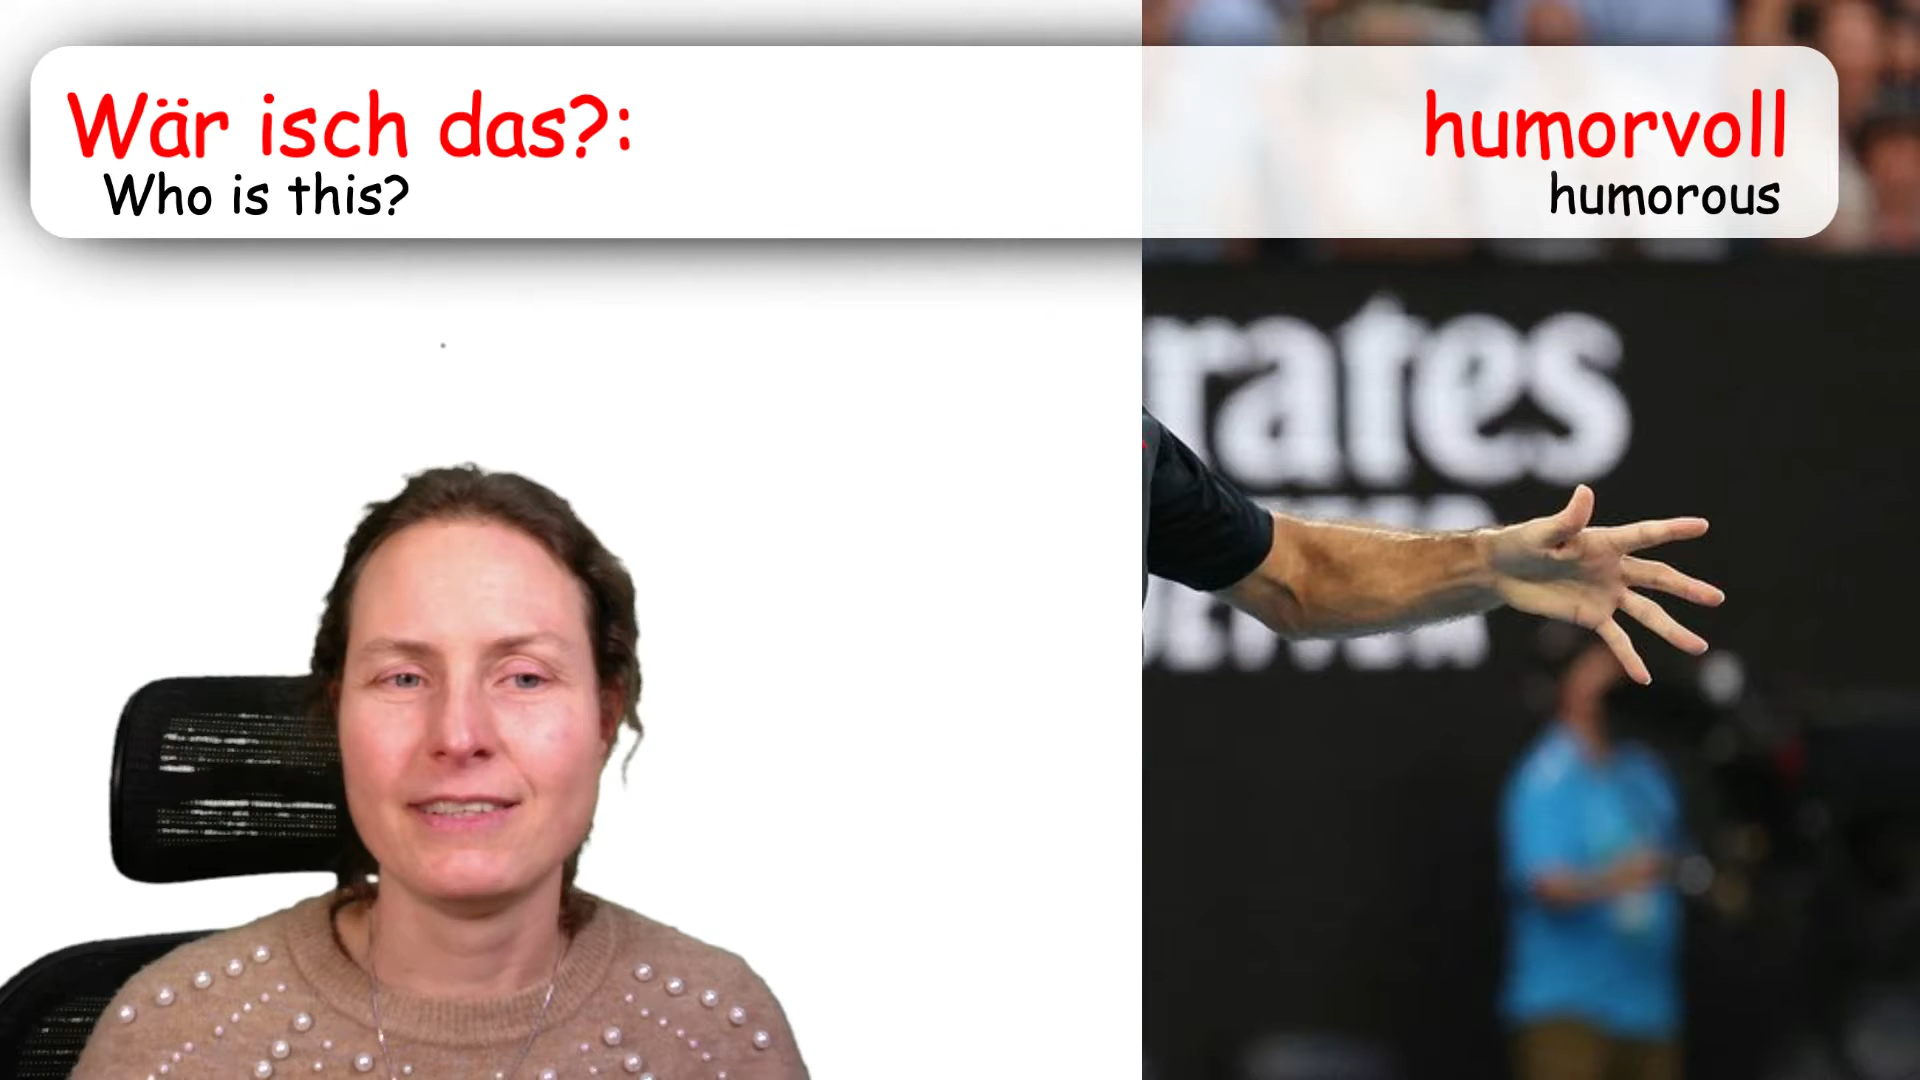 Wär isch das?:
Who is this?
humorvoll
humorous
rates